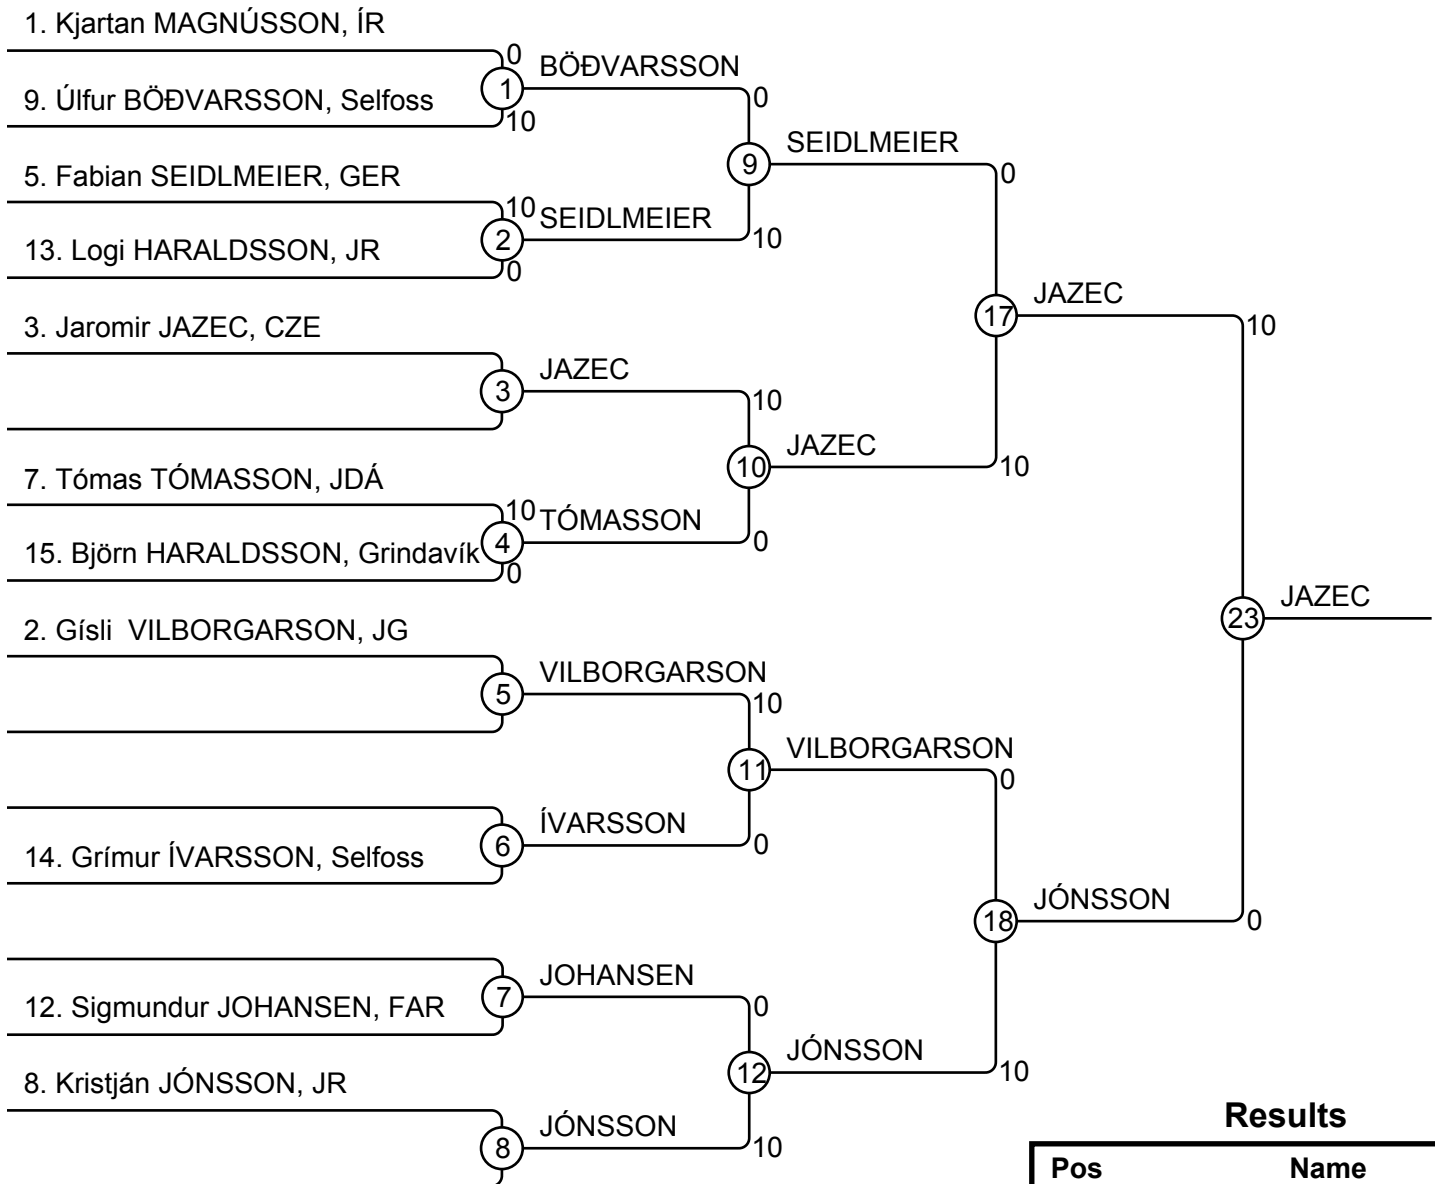 1. Kjartan MAGNÚSSON, ÍR
0
BÖÐVARSSON
1
0
9. Úlfur BÖÐVARSSON, Selfoss
10
SEIDLMEIER
9
0
5. Fabian SEIDLMEIER, GER
10
SEIDLMEIER
2
10
13. Logi HARALDSSON, JR
0
JAZEC
17
10
3. Jaromir JAZEC, CZE
JAZEC
3
10
JAZEC
10
10
7. Tómas TÓMASSON, JDÁ
10
TÓMASSON
4
0
15. Björn HARALDSSON, Grindavík
0
JAZEC
23
2. Gísli  VILBORGARSON, JG
VILBORGARSON
5
10
VILBORGARSON
11
0
ÍVARSSON
6
0
14. Grímur ÍVARSSON, Selfoss
JÓNSSON
18
0
JOHANSEN
7
0
12. Sigmundur JOHANSEN, FAR
JÓNSSON
12
10
8. Kristján JÓNSSON, JR
JÓNSSON
8
10
Results
Pos Name